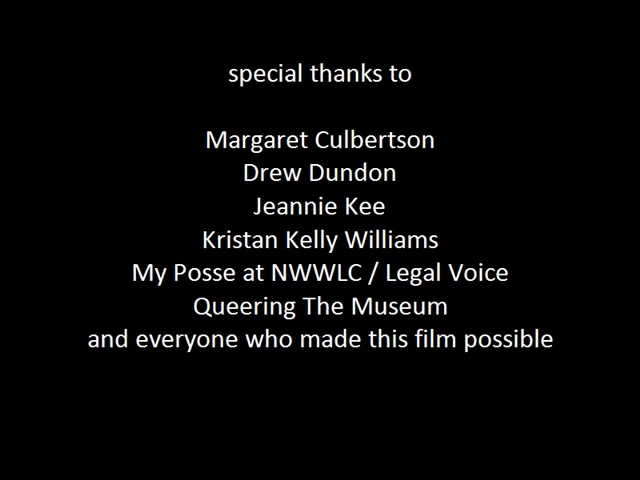 special thanks to
Margaret Culbertson
Drew Dundon
Jeannie Kee
Kristan Kelly Williams
My Posse at NWWLC / Legal Voice
Queering The Museum
and everyone who made this film possible